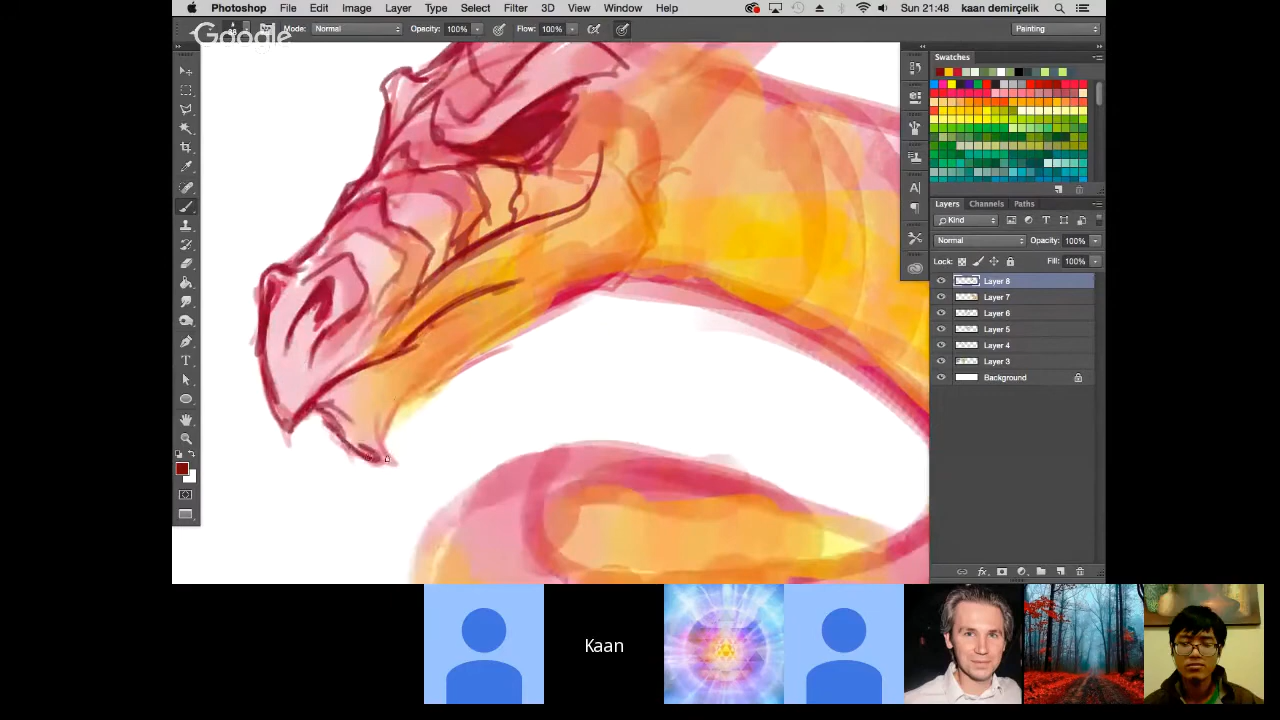 Photoshop File Edit Image Layer Type Select Filter 3D View Window Help Sun 21:48 kaan demirçelik
Google
Mode: Normal Opacity: 100% Flow: 100% Painting
Swatches
Layers Channels Paths
Kind
Normal Opacity: 100%
Lock: Fill: 100%
Layer 8
Layer 7
Layer 6
Layer 5
Layer 4
Layer 3
Background
Kaan